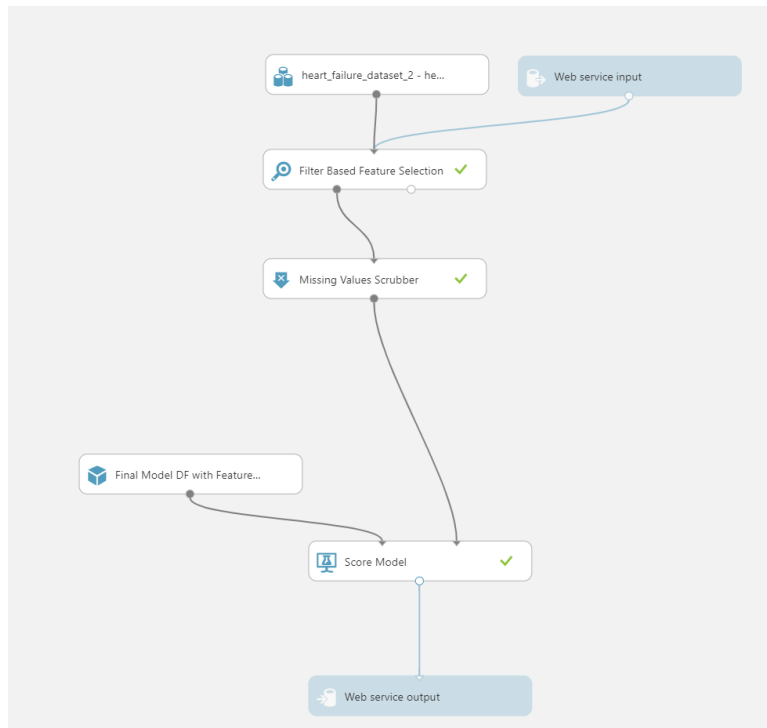 heart_failure_dataset_2 - he...
Web service input
Filter Based Feature Selection
Missing Values Scrubber
Final Model DF with Feature...
Score Model
Web service output